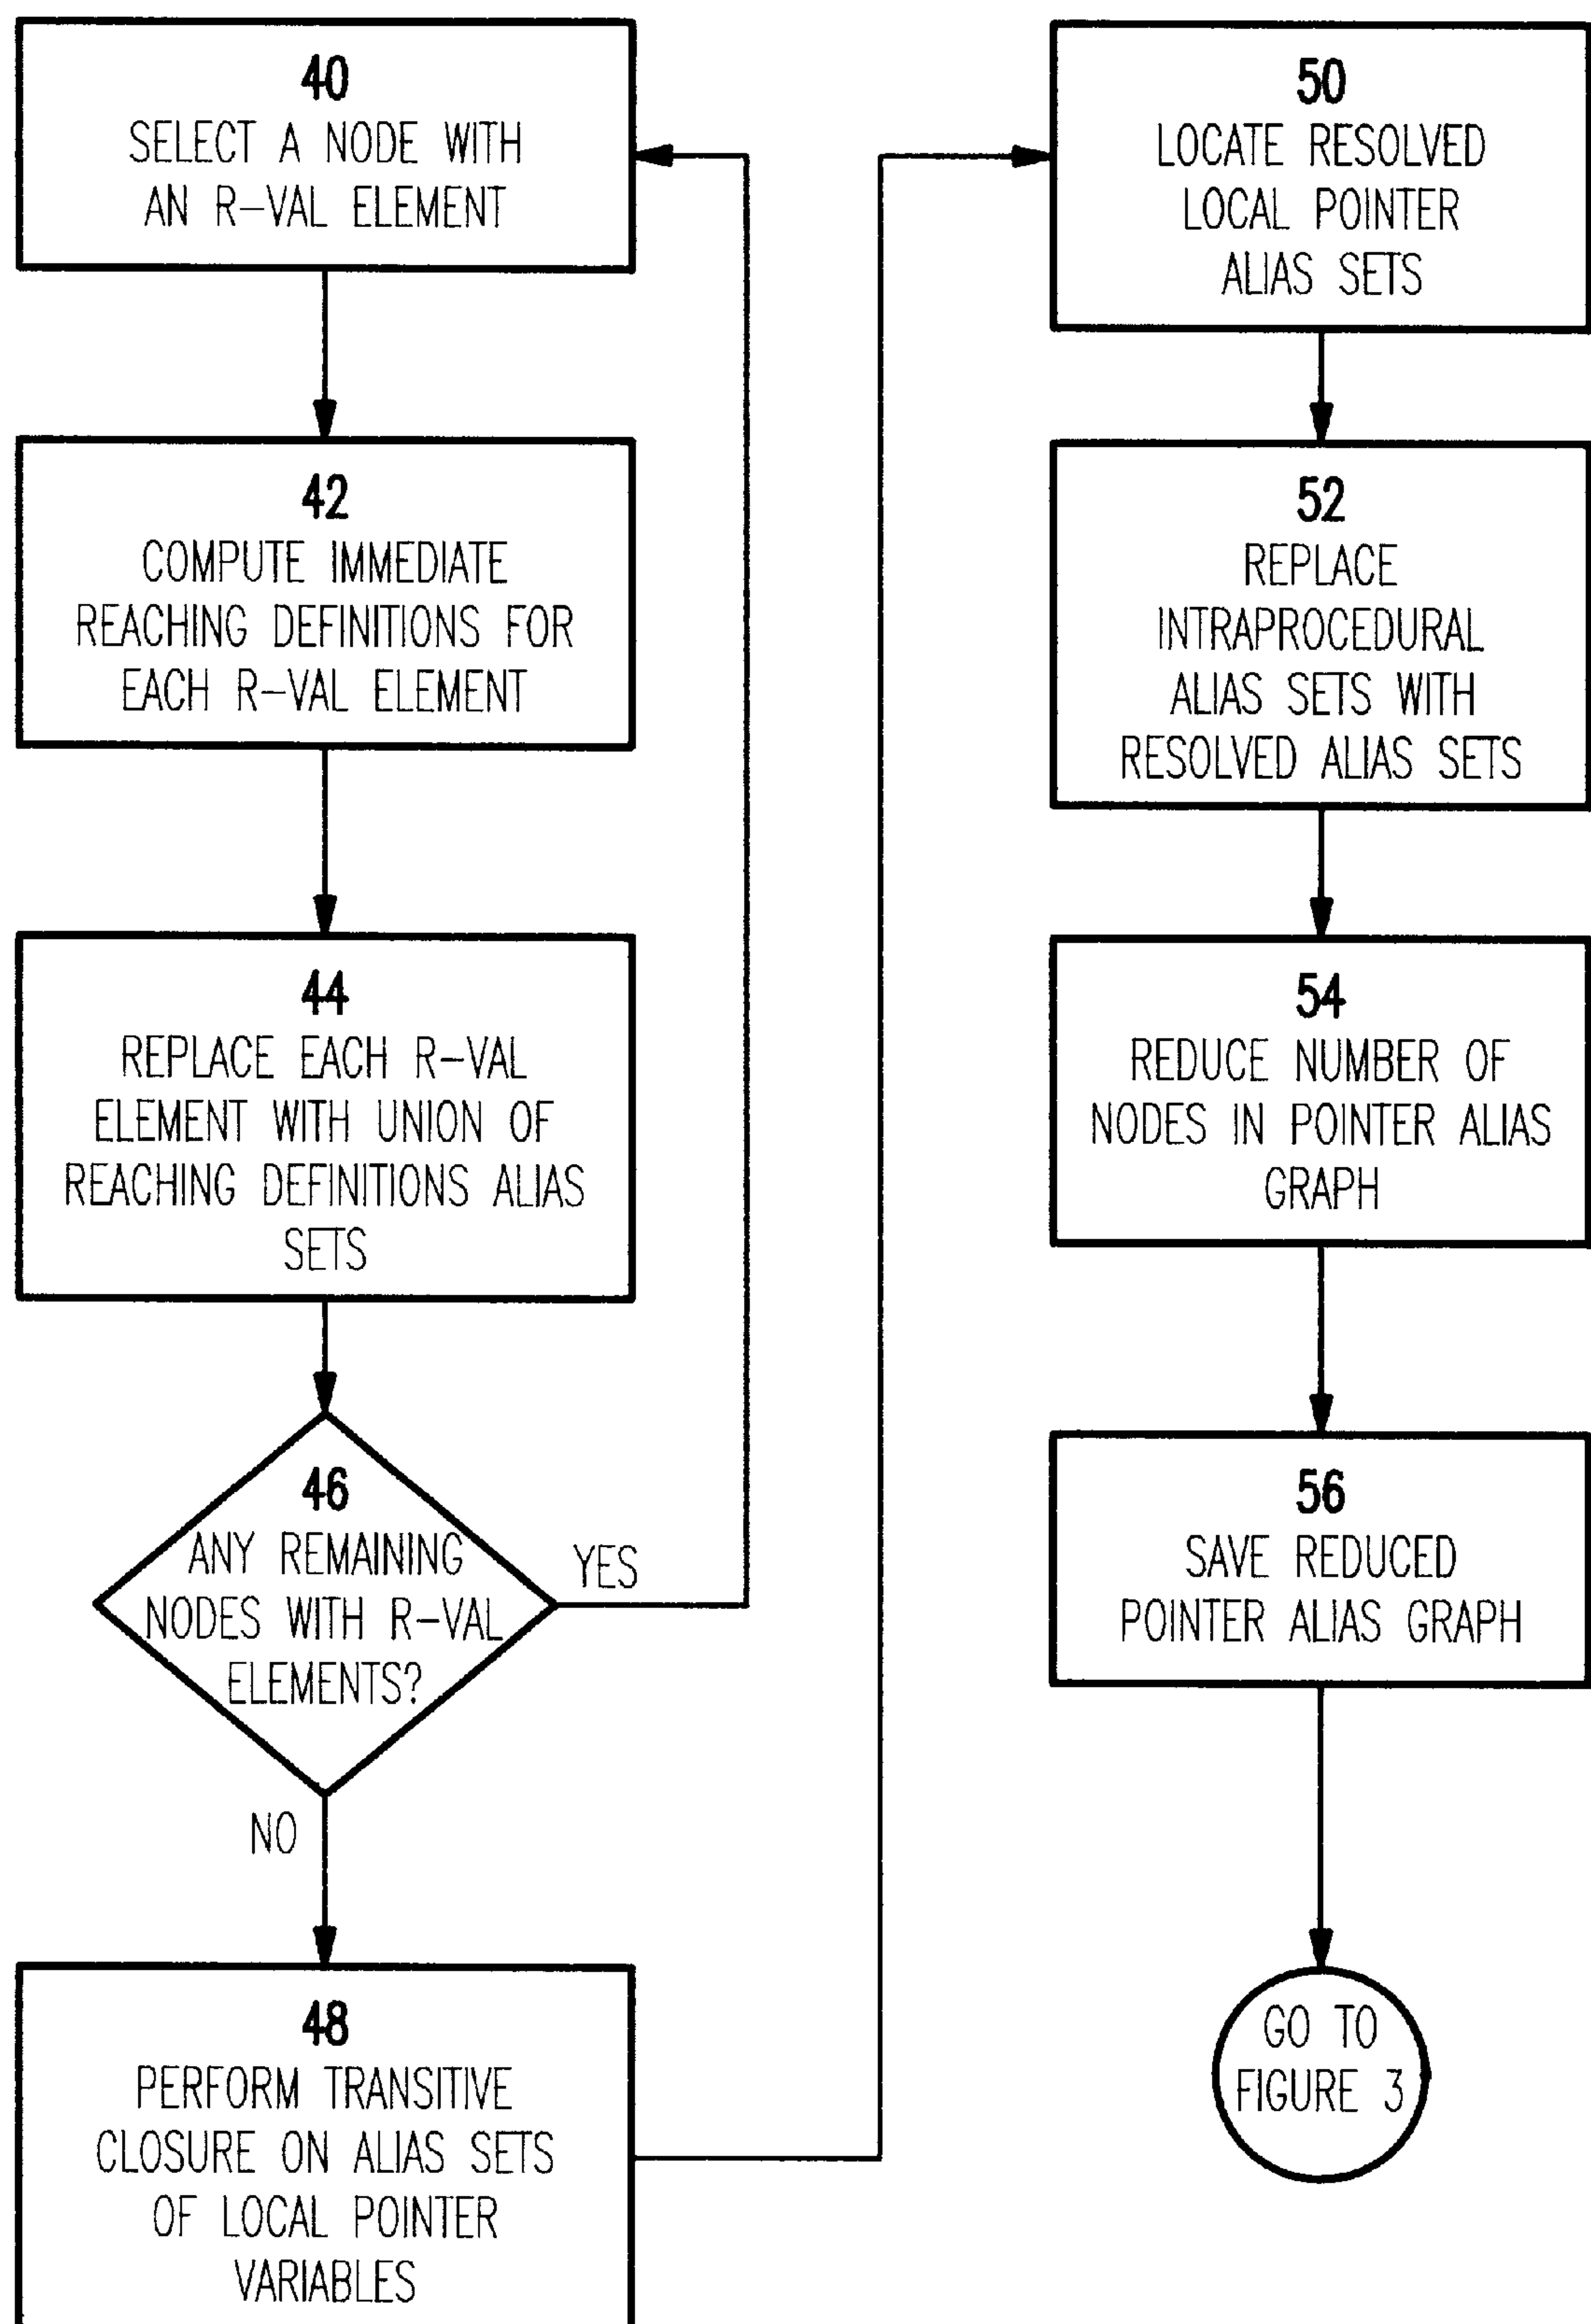 40
SELECT A NODE WITH
AN R-VAL ELEMENT
42
COMPUTE IMMEDIATE
REACHING DEFINITIONS FOR
EACH R-VAL ELEMENT
44
REPLACE EACH R-VAL
ELEMENT WITH UNION OF
REACHING DEFINITIONS ALIAS
SETS
46
ANY REMAINING
NODES WITH R-VAL
ELEMENTS?
YES
NO
48
PERFORM TRANSITIVE
CLOSURE ON ALIAS SETS
OF LOCAL POINTER
VARIABLES
50
LOCATE RESOLVED
LOCAL POINTER
ALIAS SETS
52
REPLACE
INTRAPROCEDURAL
ALIAS SETS WITH
RESOLVED ALIAS SETS
54
REDUCE NUMBER OF
NODES IN POINTER ALIAS
GRAPH
56
SAVE REDUCED
POINTER ALIAS GRAPH
GO TO
FIGURE 3